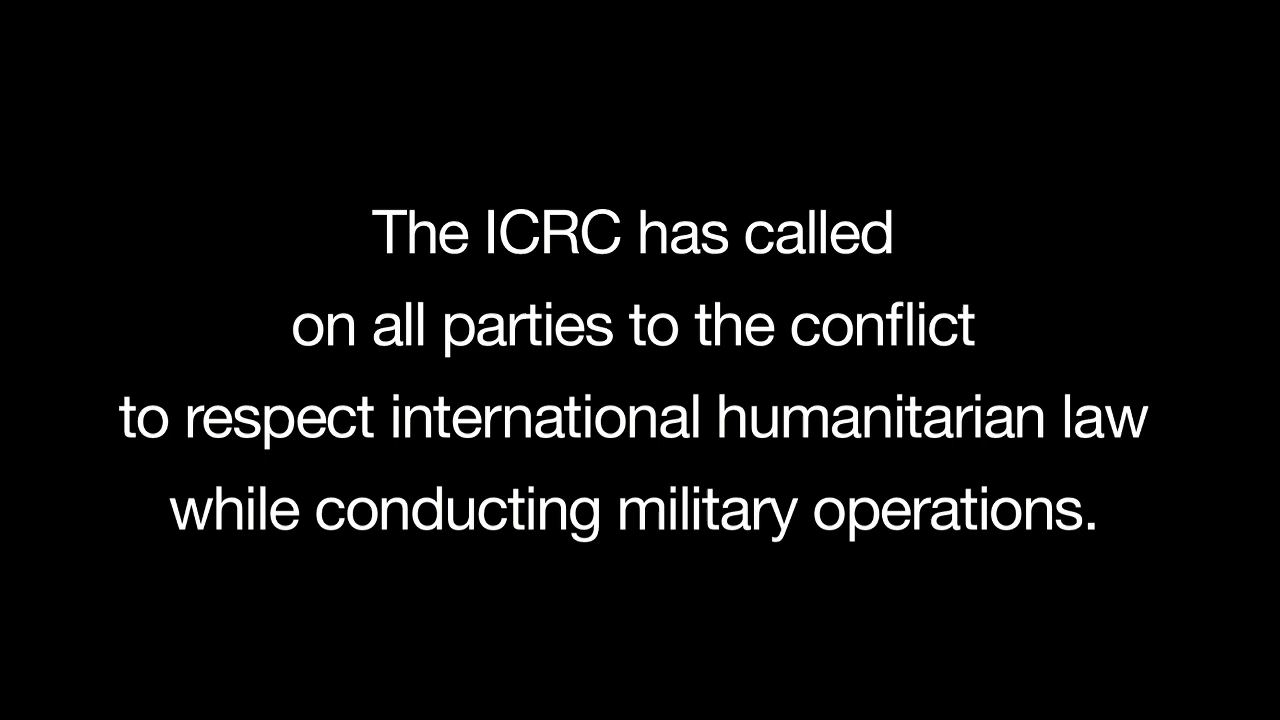 The ICRC has called
on all parties to the conflict
to respect international humanitarian law
while conducting military operations.